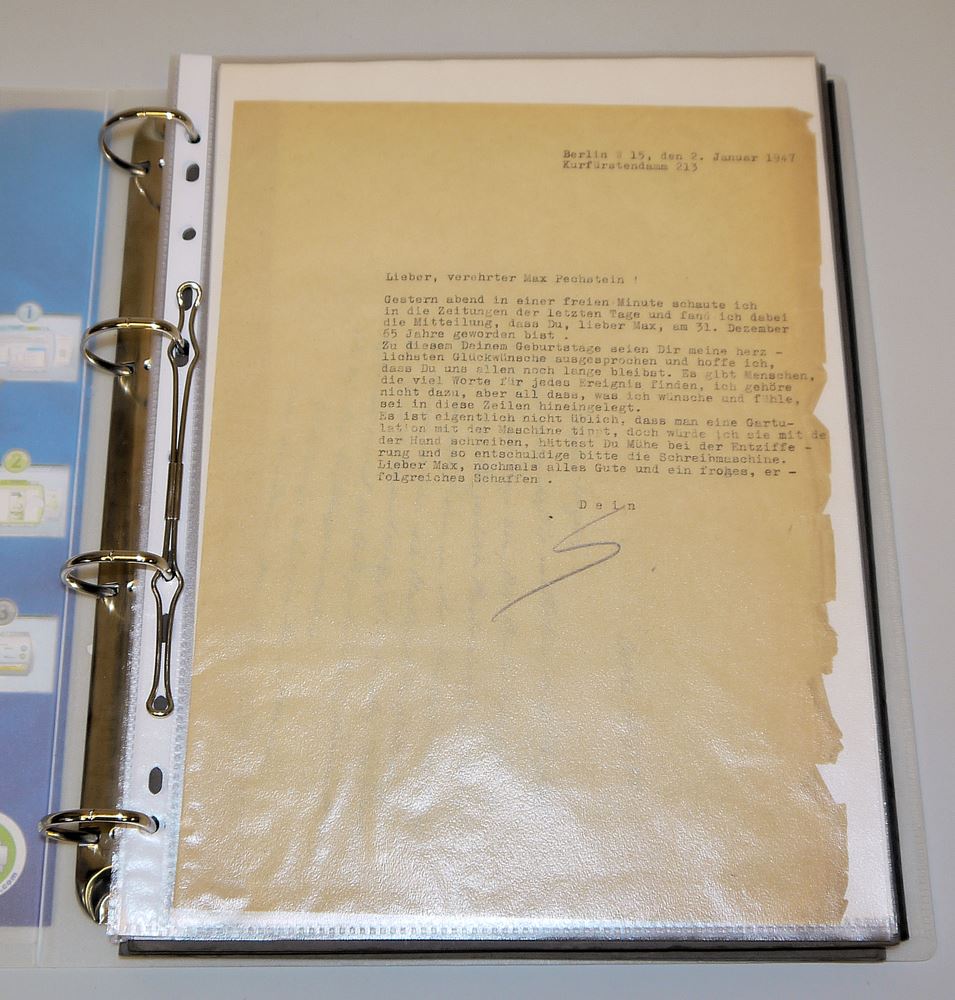 Berlin W 15, den 2. Januar 1947
Kurfürstendamm 213
Lieber, verehrter Max Pechstein !
Gestern abend in einer freien Minute schaute ich
in die Zeitungen der letzten Tage und fand ich dabei
die Mitteilung, dass Du, lieber Max, am 31. Dezember
65 Jahre geworden bist .
Zu diesem Deinem Geburtstage seien Dir meine herz -
lichsten Glückwünsche ausgesprochen und hoffe ich,
dass Du uns allen noch lange bleibst. Es gibt Menschen,
die viel Worte für jedes Ereignis finden, ich gehöre
nicht dazu, aber all dass, was ich wünsche und fühle,
sei in diese Zeilen hineingelegt.
Es ist eigentlich nicht üblich, dass man eine Gartu-
lation mit der Maschine tippt, doch würde ich sie mit de
der Hand schreiben, hättest Du Mühe bei der Entziffe -
rung und so entschuldige bitte die Schreibmaschine.
Lieber Max, nochmals alles Gute und ein frohes, er -
folgreiches Schaffen .
D e i n
1
2
3
.com